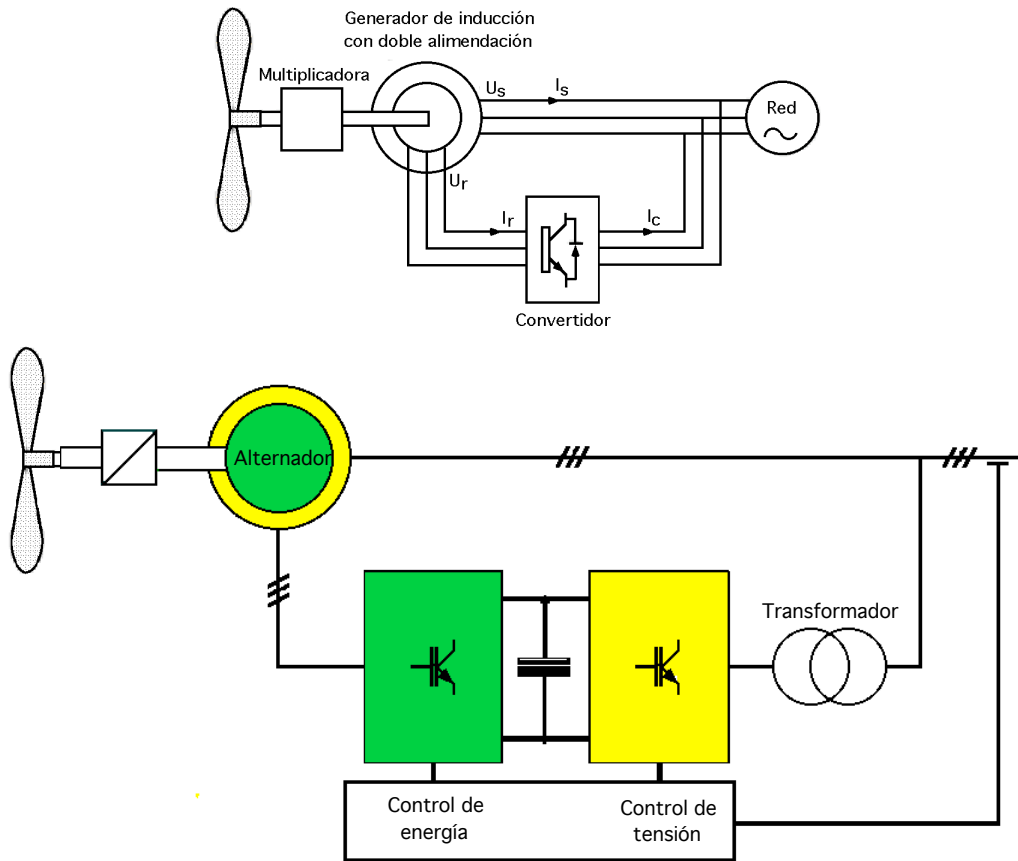 Generador de inducción
con doble alimendación
Multiplicadora
Us
Is
Red
Ur
Ir
Ic
Convertidor
Alternador
Transformador
Control de
energía
Control de
tensión